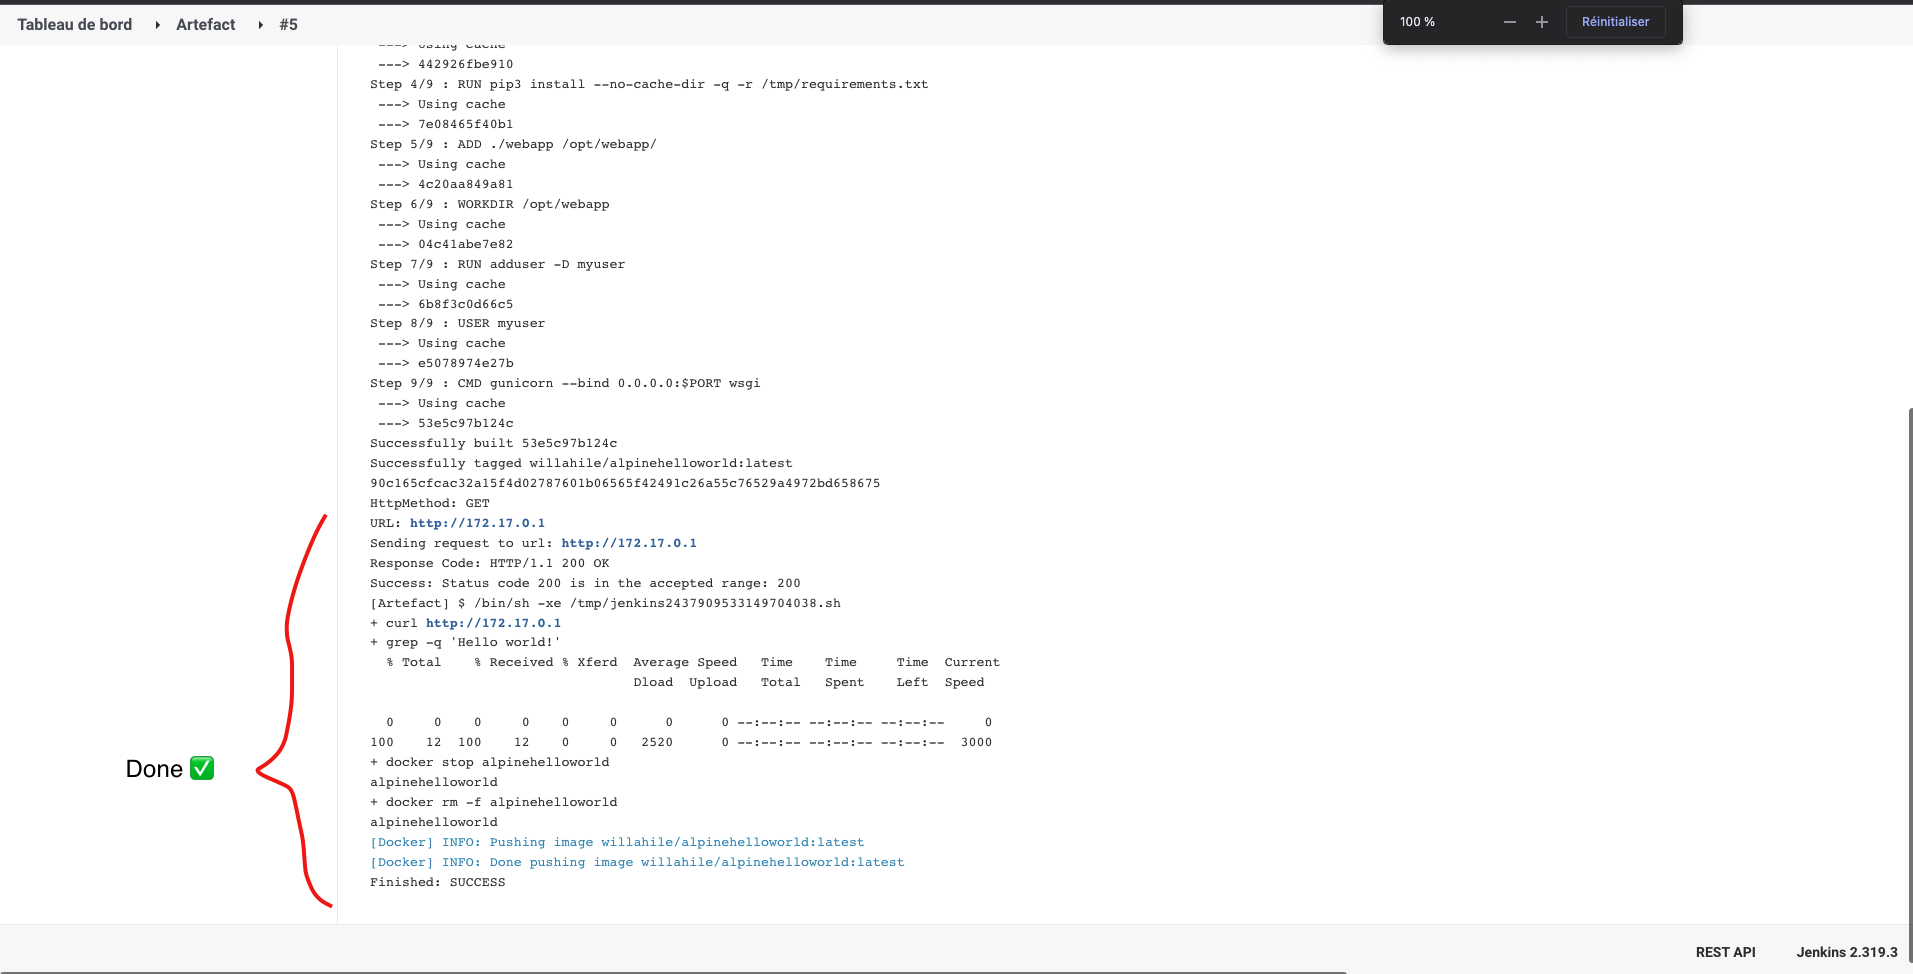 Tableau de bord ▸ Artefact ▸ #5
100 % — + Réinitialiser
---> Using cache
---> 442926fbe910
Step 4/9 : RUN pip3 install --no-cache-dir -q -r /tmp/requirements.txt
---> Using cache
---> 7e08465f40b1
Step 5/9 : ADD ./webapp /opt/webapp/
---> Using cache
---> 4c20aa849a81
Step 6/9 : WORKDIR /opt/webapp
---> Using cache
---> 04c41abe7e82
Step 7/9 : RUN adduser -D myuser
---> Using cache
---> 6b8f3c0d66c5
Step 8/9 : USER myuser
---> Using cache
---> e5078974e27b
Step 9/9 : CMD gunicorn --bind 0.0.0.0:$PORT wsgi
---> Using cache
---> 53e5c97b124c
Successfully built 53e5c97b124c
Successfully tagged willahile/alpinehelloworld:latest
90c165cfcac32a15f4d02787601b06565f42491c26a55c76529a4972bd658675
HttpMethod: GET
URL: http://172.17.0.1
Sending request to url: http://172.17.0.1
Response Code: HTTP/1.1 200 OK
Success: Status code 200 is in the accepted range: 200
[Artefact] $ /bin/sh -xe /tmp/jenkins2437909533149704038.sh
+ curl http://172.17.0.1
+ grep -q 'Hello world!'
% Total % Received % Xferd Average Speed Time Time Time Current
Dload Upload Total Spent Left Speed
0 0 0 0 0 0 0 0 --:--:-- --:--:-- --:--:-- 0
100 12 100 12 0 0 2520 0 --:--:-- --:--:-- --:--:-- 3000
+ docker stop alpinehelloworld
alpinehelloworld
+ docker rm -f alpinehelloworld
alpinehelloworld
[Docker] INFO: Pushing image willahile/alpinehelloworld:latest
[Docker] INFO: Done pushing image willahile/alpinehelloworld:latest
Finished: SUCCESS
Done ✅
REST API Jenkins 2.319.3